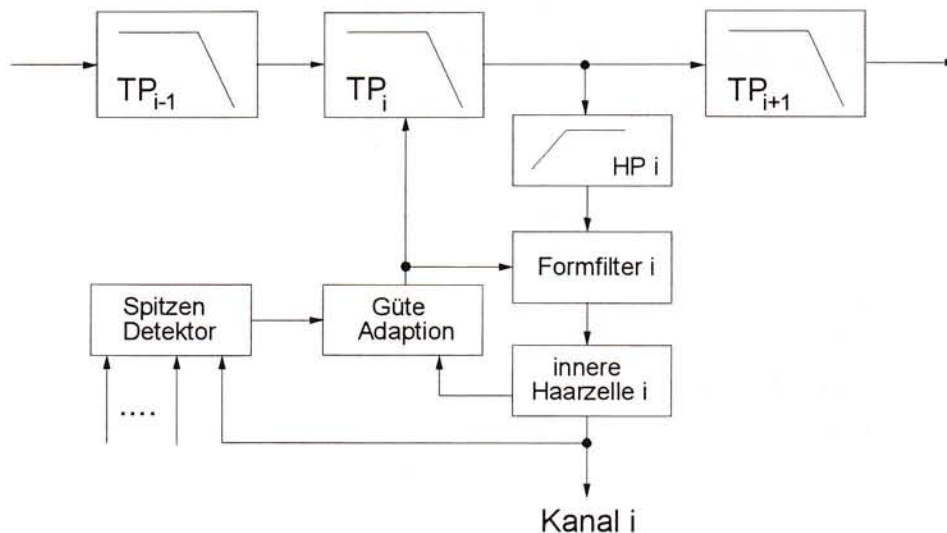 TPi-1
TPi
TPi+1
HP i
Formfilter i
Spitzen
Detektor
Güte
Adaption
innere
Haarzelle i
....
Kanal i